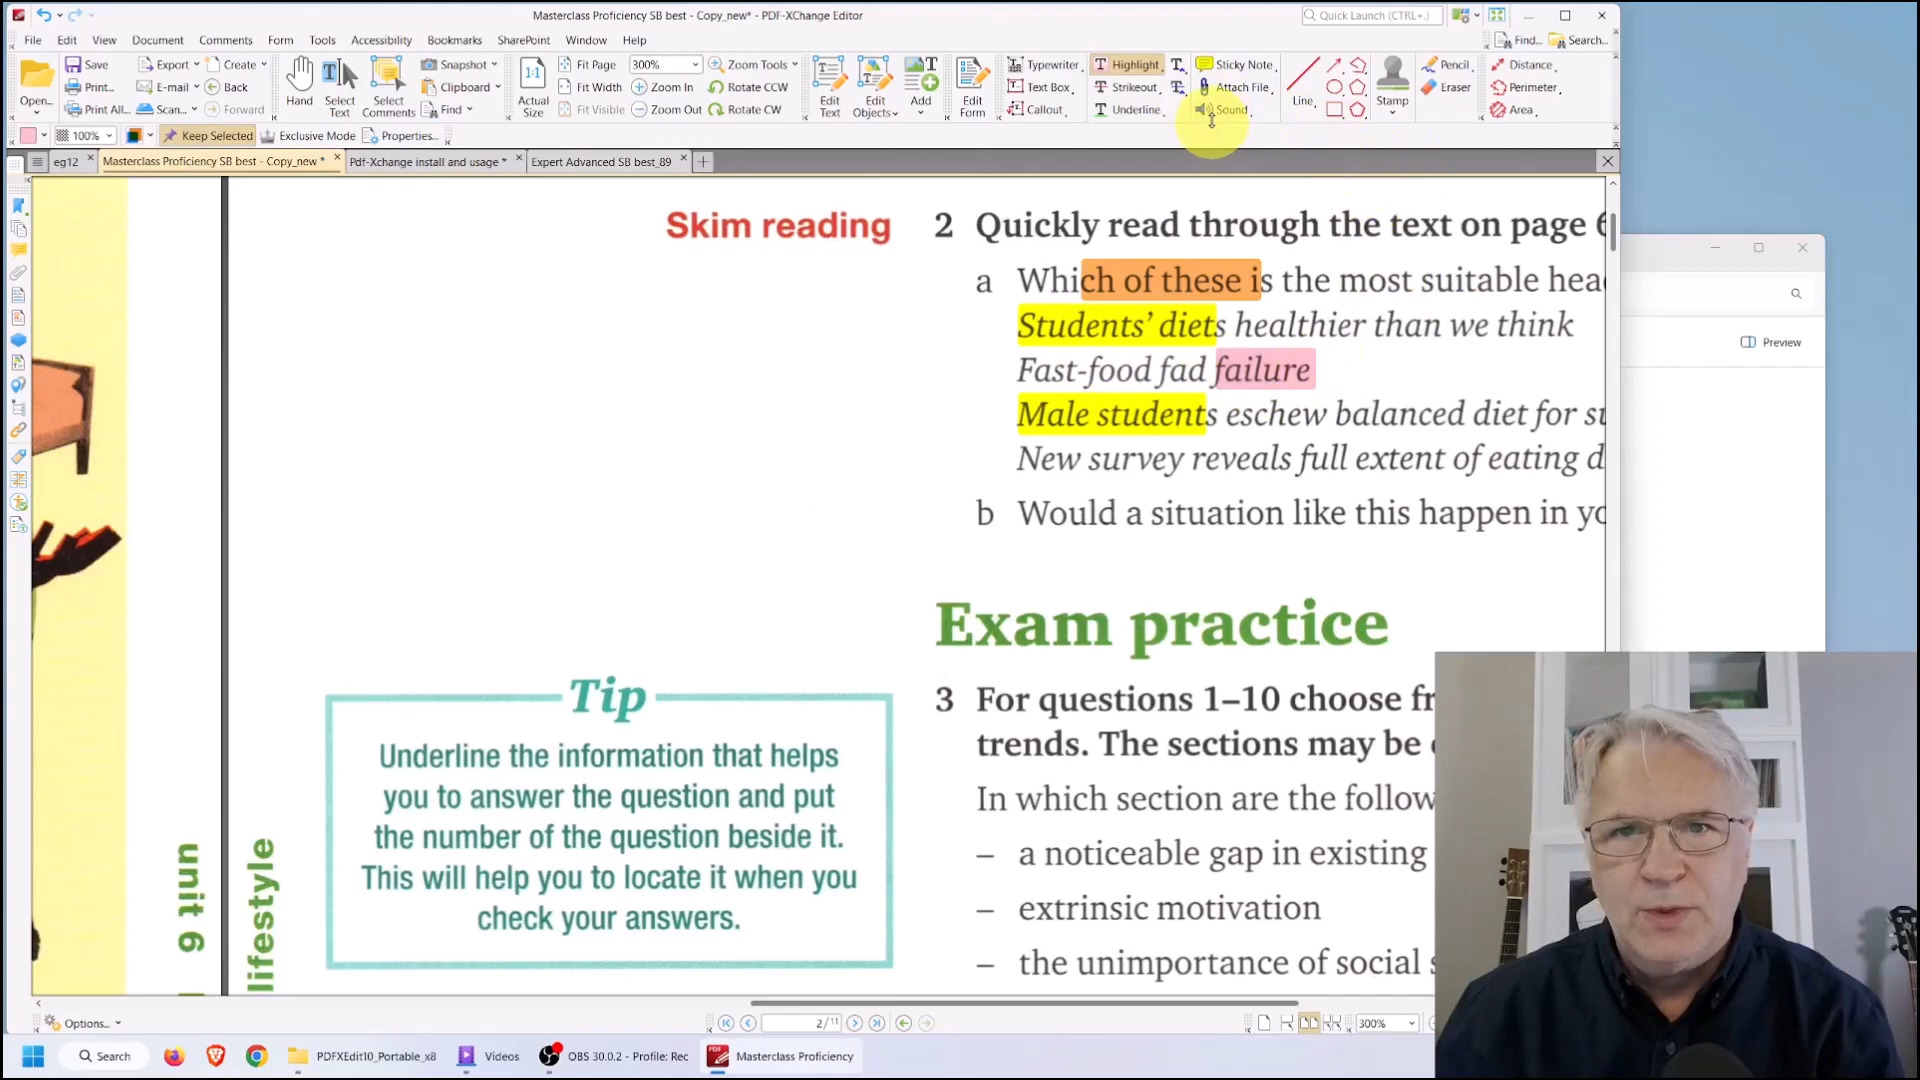 Masterclass Proficiency SB best - Copy_new* - PDF-XChange Editor
Quick Launch (CTRL+.)
File Edit View Document Comments Form Tools Accessibility Bookmarks SharePoint Window Help
Find... Search...
Open...
Save Export Create
Print... E-mail Back
Print All... Scan... Forward
Hand
Select Text
Select Comments
Snapshot
Clipboard
Find
1:1
Actual Size
Fit Page 300% Zoom Tools
Fit Width Zoom In Rotate CCW
Fit Visible Zoom Out Rotate CW
Edit Text
Edit Objects
Add
Edit Form
Typewriter Highlight Sticky Note
Text Box Strikeout Attach File
Callout Underline Sound
Line
Stamp
Pencil Distance
Eraser Perimeter
Area
100% Keep Selected Exclusive Mode Properties...
eg12 Masterclass Proficiency SB best - Copy_new * Pdf-Xchange install and usage * Expert Advanced SB best_89
Skim reading
2 Quickly read through the text on page 6
a Which of these is the most suitable hea
Students’ diets healthier than we think
Fast-food fad failure
Male students eschew balanced diet for su
New survey reveals full extent of eating d
b Would a situation like this happen in yo
Exam practice
3 For questions 1–10 choose fr
trends. The sections may be
In which section are the follow
– a noticeable gap in existing
– extrinsic motivation
– the unimportance of social s
Tip
Underline the information that helps
you to answer the question and put
the number of the question beside it.
This will help you to locate it when you
check your answers.
unit 6
lifestyle
Preview
Options...
2 / 11
300%
Search
PDFXEdit10_Portable_x8
Videos
OBS 30.0.2 - Profile: Rec
Masterclass Proficiency